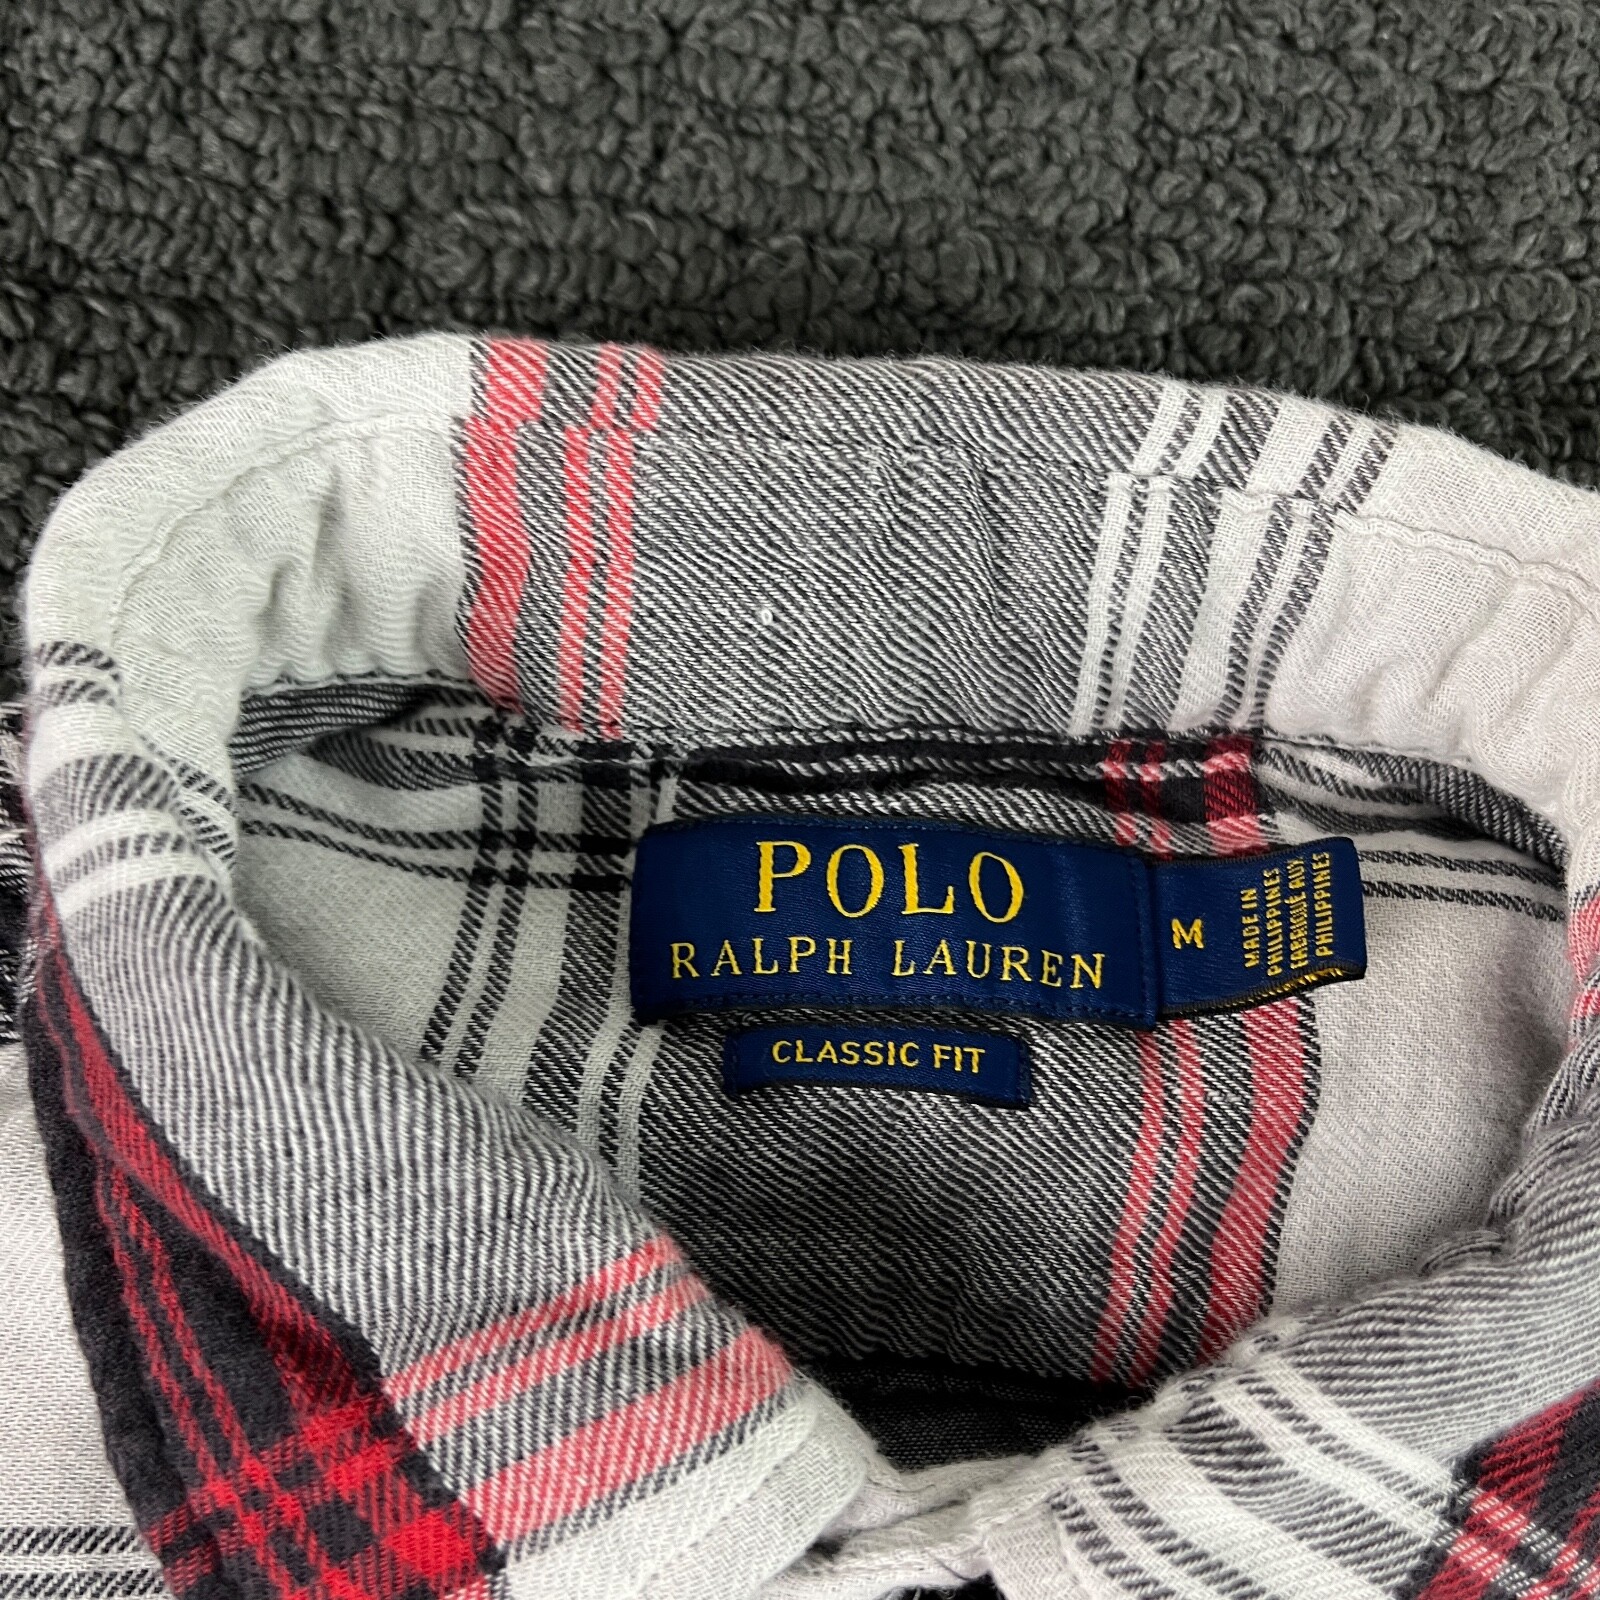 POLO
RALPH LAUREN
M
MADE IN
PHILIPPINES
FABRIQUÉ AUX
PHILIPPINES
CLASSIC FIT